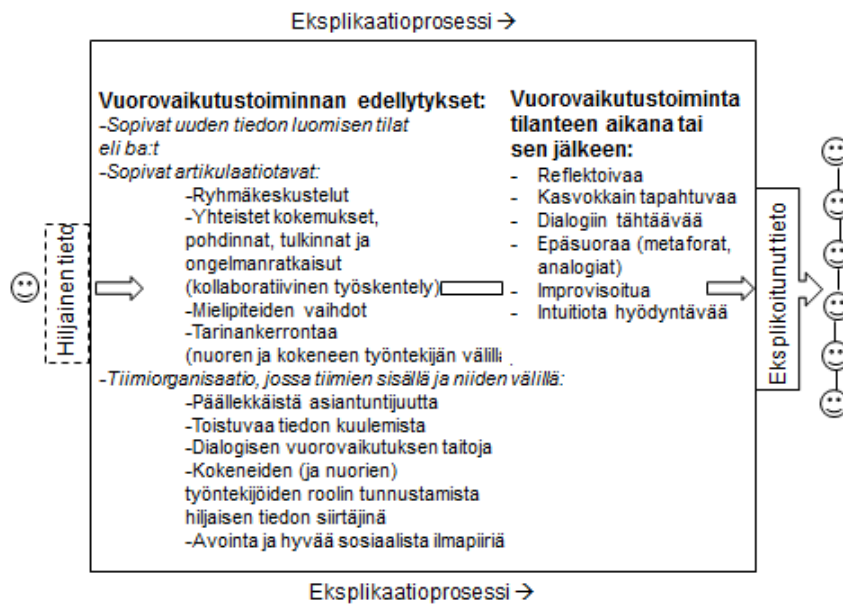 Eksplikaatioprosessi →
Hiljainen tieto
Vuorovaikutustoiminnan edellytykset:
-Sopivat uuden tiedon luomisen tilat
eli ba:t
-Sopivat artikulaatiotavat:
-Ryhmäkeskustelut
-Yhteistet kokemukset,
pohdinnat, tulkinnat ja
ongelmanratkaisut
(kollaboratiivinen työskentely)
-Mielipiteiden vaihdot
-Tarinankerrontaa
(nuoren ja kokeneen työntekijän välillä
-Tiimiorganisaatio, jossa tiimien sisällä ja niiden välillä:
-Päällekkäistä asiantuntijuutta
-Toistuvaa tiedon kuulemista
-Dialogisen vuorovaikutuksen taitoja
-Kokeneiden (ja nuorien)
työntekijöiden roolin tunnustamista
hiljaisen tiedon siirtäjinä
-Avointa ja hyvää sosiaalista ilmapiiriä
Vuorovaikutustoiminta
tilanteen aikana tai
sen jälkeen:
- Reflektoivaa
- Kasvokkain tapahtuvaa
- Dialogiin tähtäävää
- Epäsuoraa (metaforat,
analogiat)
- Improvisoitua
- Intuitiota hyödyntävää
Eksplikoitunut tieto
Eksplikaatioprosessi →